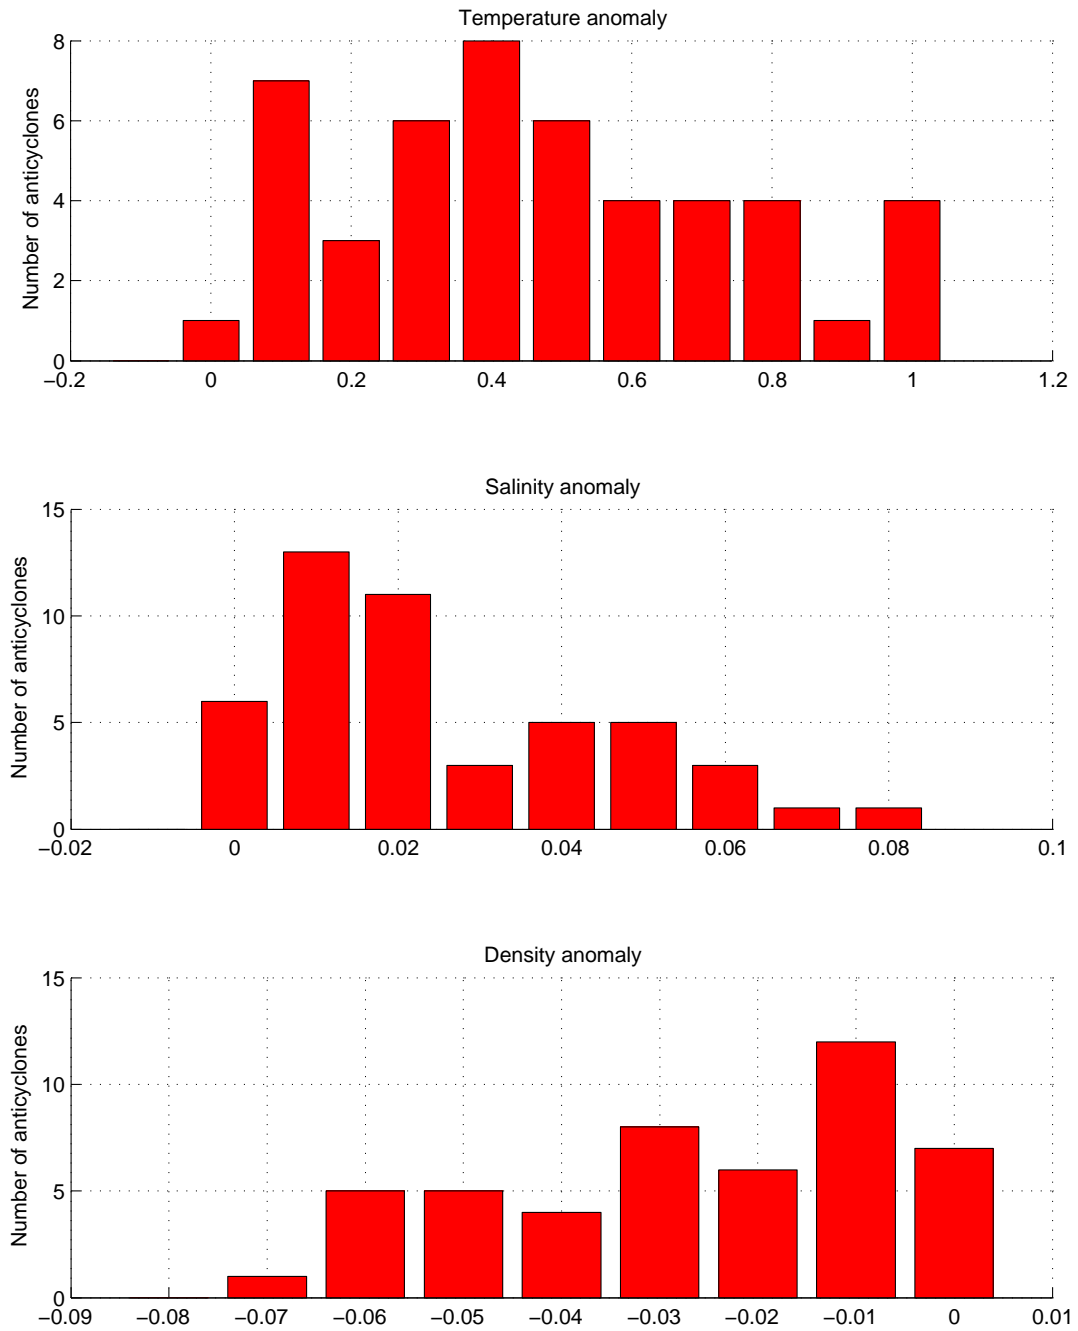 Temperature anomaly
Number of anticyclones
8
6
4
2
0
−0.2 0 0.2 0.4 0.6 0.8 1 1.2
Salinity anomaly
Number of anticyclones
15
10
5
0
−0.02 0 0.02 0.04 0.06 0.08 0.1
Density anomaly
Number of anticyclones
15
10
5
0
−0.09 −0.08 −0.07 −0.06 −0.05 −0.04 −0.03 −0.02 −0.01 0 0.01